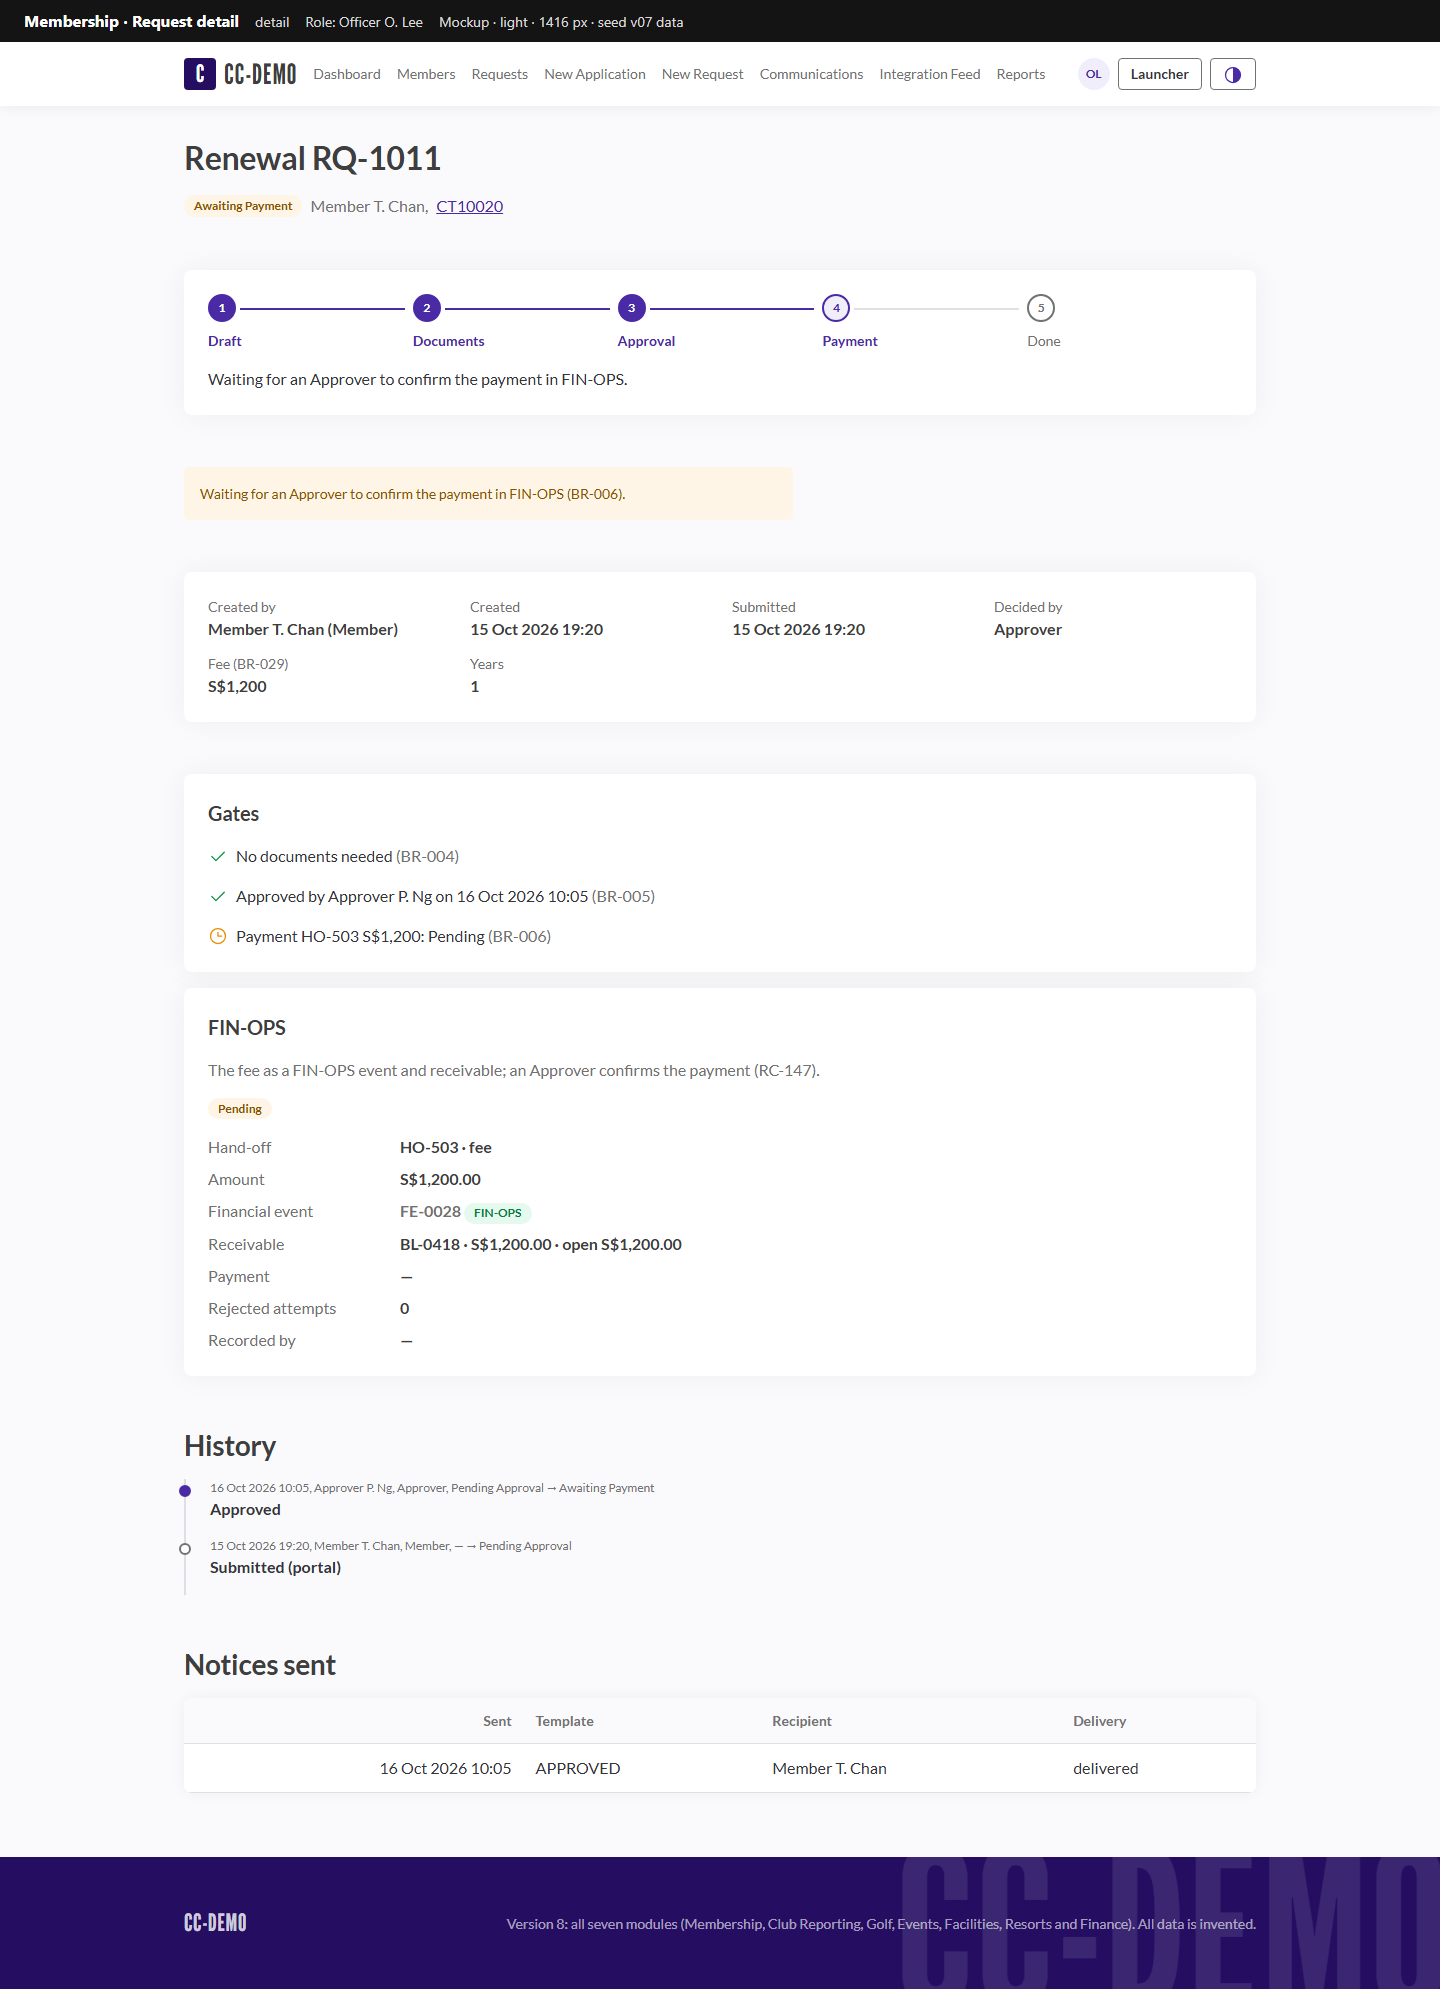 Membership · Request detail detail Role: Officer O. Lee Mockup · light · 1416 px · seed v07 data
C CC-DEMO Dashboard Members Requests New Application New Request Communications Integration Feed Reports OL Launcher
Renewal RQ-1011
Awaiting Payment Member T. Chan, CT10020
1 2 3 4 5
Draft Documents Approval Payment Done
Waiting for an Approver to confirm the payment in FIN-OPS.
Waiting for an Approver to confirm the payment in FIN-OPS (BR-006).
Created by Created Submitted Decided by
Member T. Chan (Member) 15 Oct 2026 19:20 15 Oct 2026 19:20 Approver
Fee (BR-029) Years
S$1,200 1
Gates
No documents needed (BR-004)
Approved by Approver P. Ng on 16 Oct 2026 10:05 (BR-005)
Payment HO-503 S$1,200: Pending (BR-006)
FIN-OPS
The fee as a FIN-OPS event and receivable; an Approver confirms the payment (RC-147).
Pending
Hand-off HO-503 · fee
Amount S$1,200.00
Financial event FE-0028 FIN-OPS
Receivable BL-0418 · S$1,200.00 · open S$1,200.00
Payment —
Rejected attempts 0
Recorded by —
History
16 Oct 2026 10:05, Approver P. Ng, Approver, Pending Approval → Awaiting Payment
Approved
15 Oct 2026 19:20, Member T. Chan, Member, — → Pending Approval
Submitted (portal)
Notices sent
Sent Template Recipient Delivery
16 Oct 2026 10:05 APPROVED Member T. Chan delivered
CC-DEMO
CC-DEMO Version 8: all seven modules (Membership, Club Reporting, Golf, Events, Facilities, Resorts and Finance). All data is invented.